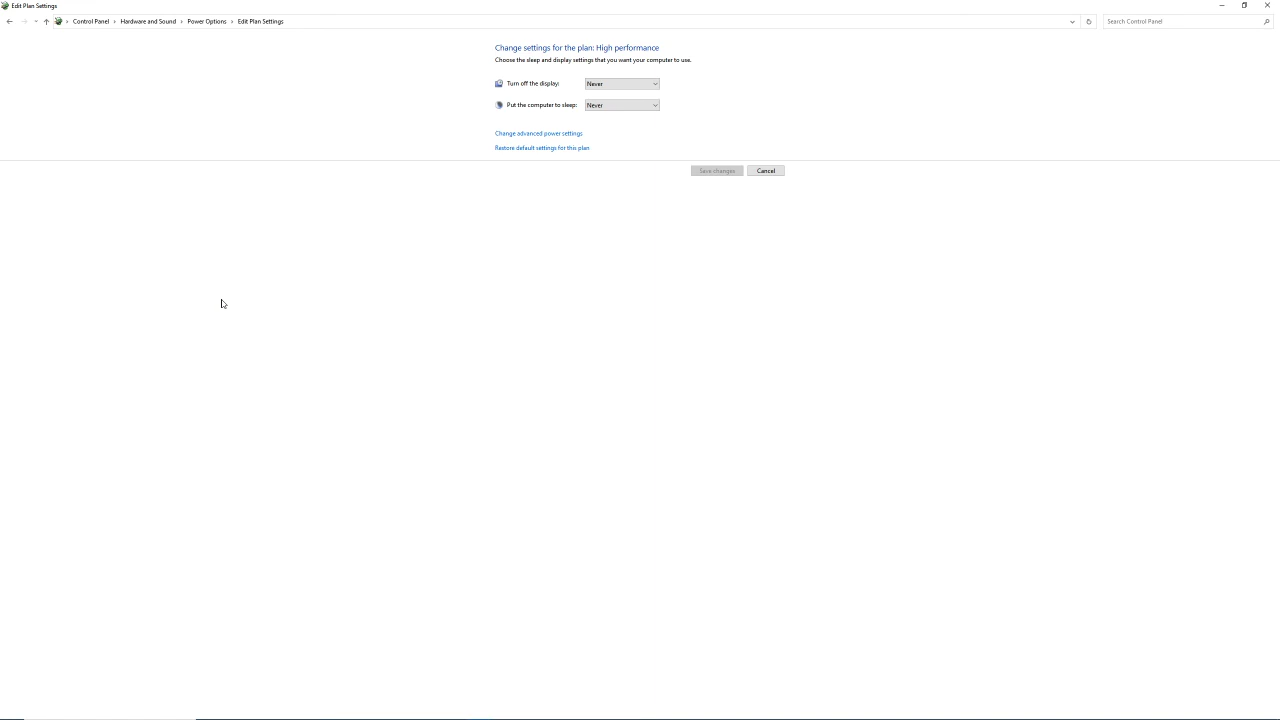 Edit Plan Settings
Control Panel › Hardware and Sound › Power Options › Edit Plan Settings
Search Control Panel
Change settings for the plan: High performance
Choose the sleep and display settings that you want your computer to use.
Turn off the display: Never
Put the computer to sleep: Never
Change advanced power settings
Restore default settings for this plan
Save changes Cancel